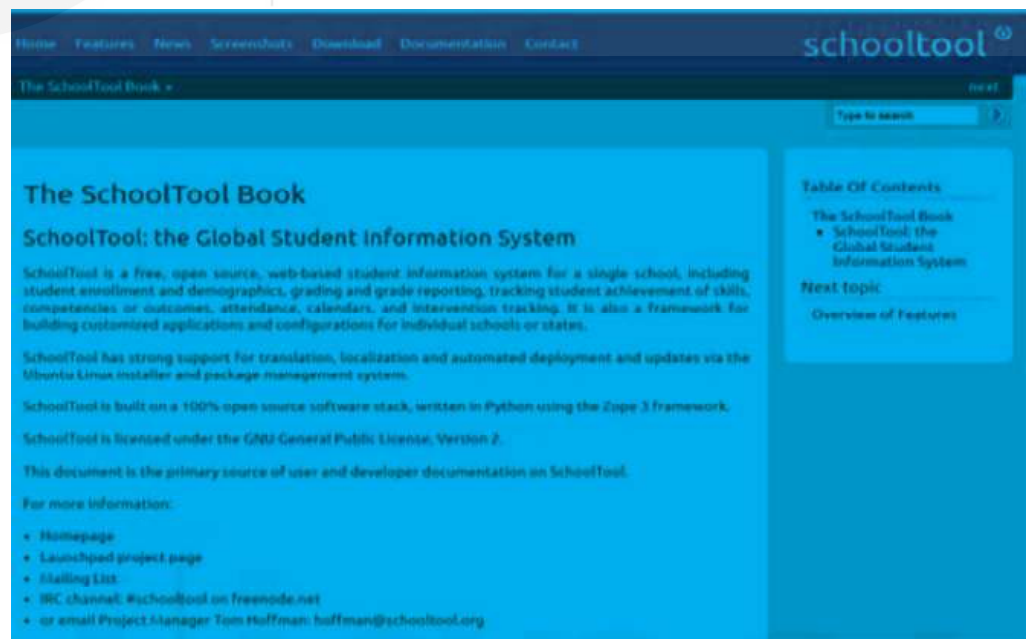 Home Features News Screenshots Download Documentation Contact
schooltool
The SchoolTool Book »
next
Type to search
The SchoolTool Book
SchoolTool: the Global Student Information System
SchoolTool is a free, open source, web-based student information system for a single school, including
student enrollment and demographics, grading and grade reporting, tracking student achievement of skills,
competencies or outcomes, attendance, calendars, and intervention tracking. It is also a framework for
building customized applications and configurations for individual schools or states.
SchoolTool has strong support for translation, localization and automated deployment and updates via the
Ubuntu Linux installer and package management system.
SchoolTool is built on a 100% open source software stack, written in Python using the Zope 3 framework.
SchoolTool is licensed under the GNU General Public License, Version 2.
This document is the primary source of user and developer documentation on SchoolTool.
For more information:
• Homepage
• Launchpad project page
• Mailing List
• IRC channel: #schooltool on freenode.net
• or email Project Manager Tom Hoffman: hoffman@schooltool.org
Table Of Contents
The SchoolTool Book
• SchoolTool: the
Global Student
Information System
Next topic
Overview of Features